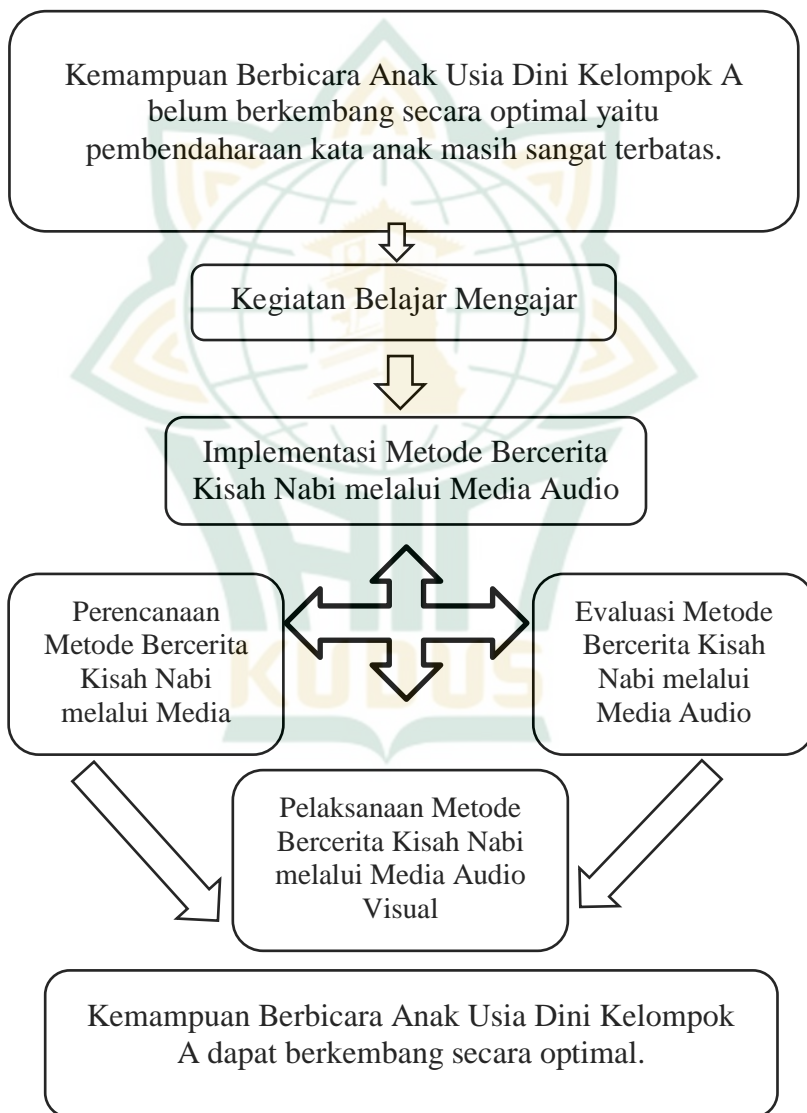 Kemampuan Berbicara Anak Usia Dini Kelompok A
belum berkembang secara optimal yaitu
pembendaharaan kata anak masih sangat terbatas.
Kegiatan Belajar Mengajar
Implementasi Metode Bercerita
Kisah Nabi melalui Media Audio
Perencanaan
Metode Bercerita
Kisah Nabi
melalui Media
Evaluasi Metode
Bercerita Kisah
Nabi melalui
Media Audio
KUDUS
Pelaksanaan Metode
Bercerita Kisah Nabi
melalui Media Audio
Visual
Kemampuan Berbicara Anak Usia Dini Kelompok
A dapat berkembang secara optimal.